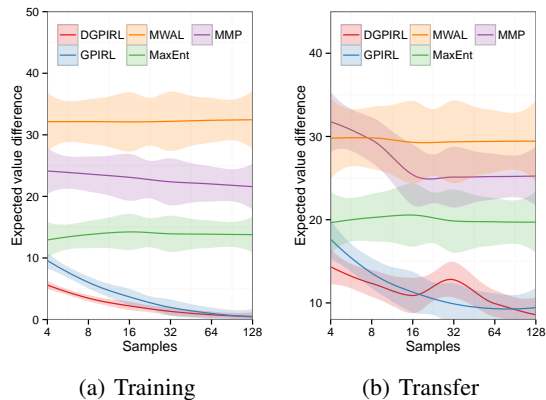 DGPIRL MWAL MMP
GPIRL MaxEnt
Expected value difference
50
40
30
20
10
0
4 8 16 32 64 128
Samples
(a) Training
DGPIRL MWAL MMP
GPIRL MaxEnt
Expected value difference
40
30
20
10
4 8 16 32 64 128
Samples
(b) Transfer